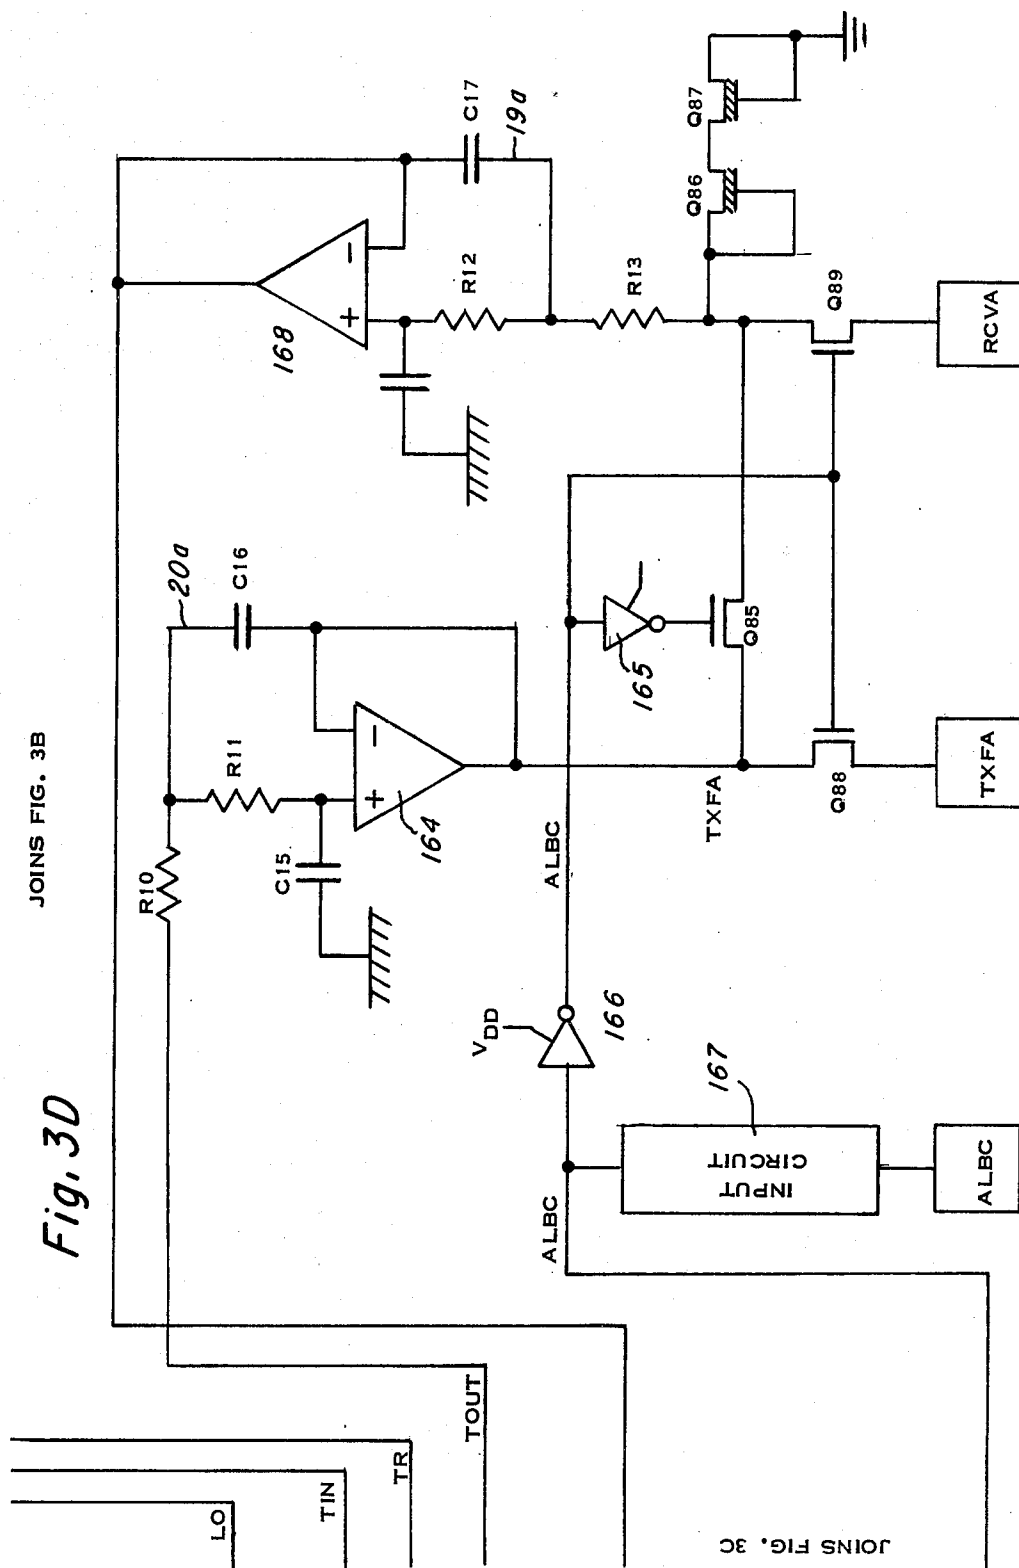 JOINS FIG. 3B
Fig. 3D
LO
TIN
TR
TOUT
JOINS FIG. 3C
R10
R11
C15
C16
20a
+
-
164
ALBC
ALBC
VDD
166
INPUT
CIRCUIT
167
ALBC
165
Q85
TXFA
Q88
TXFA
168
+
-
R12
C17
19a
R13
Q86
Q87
Q89
RCVA